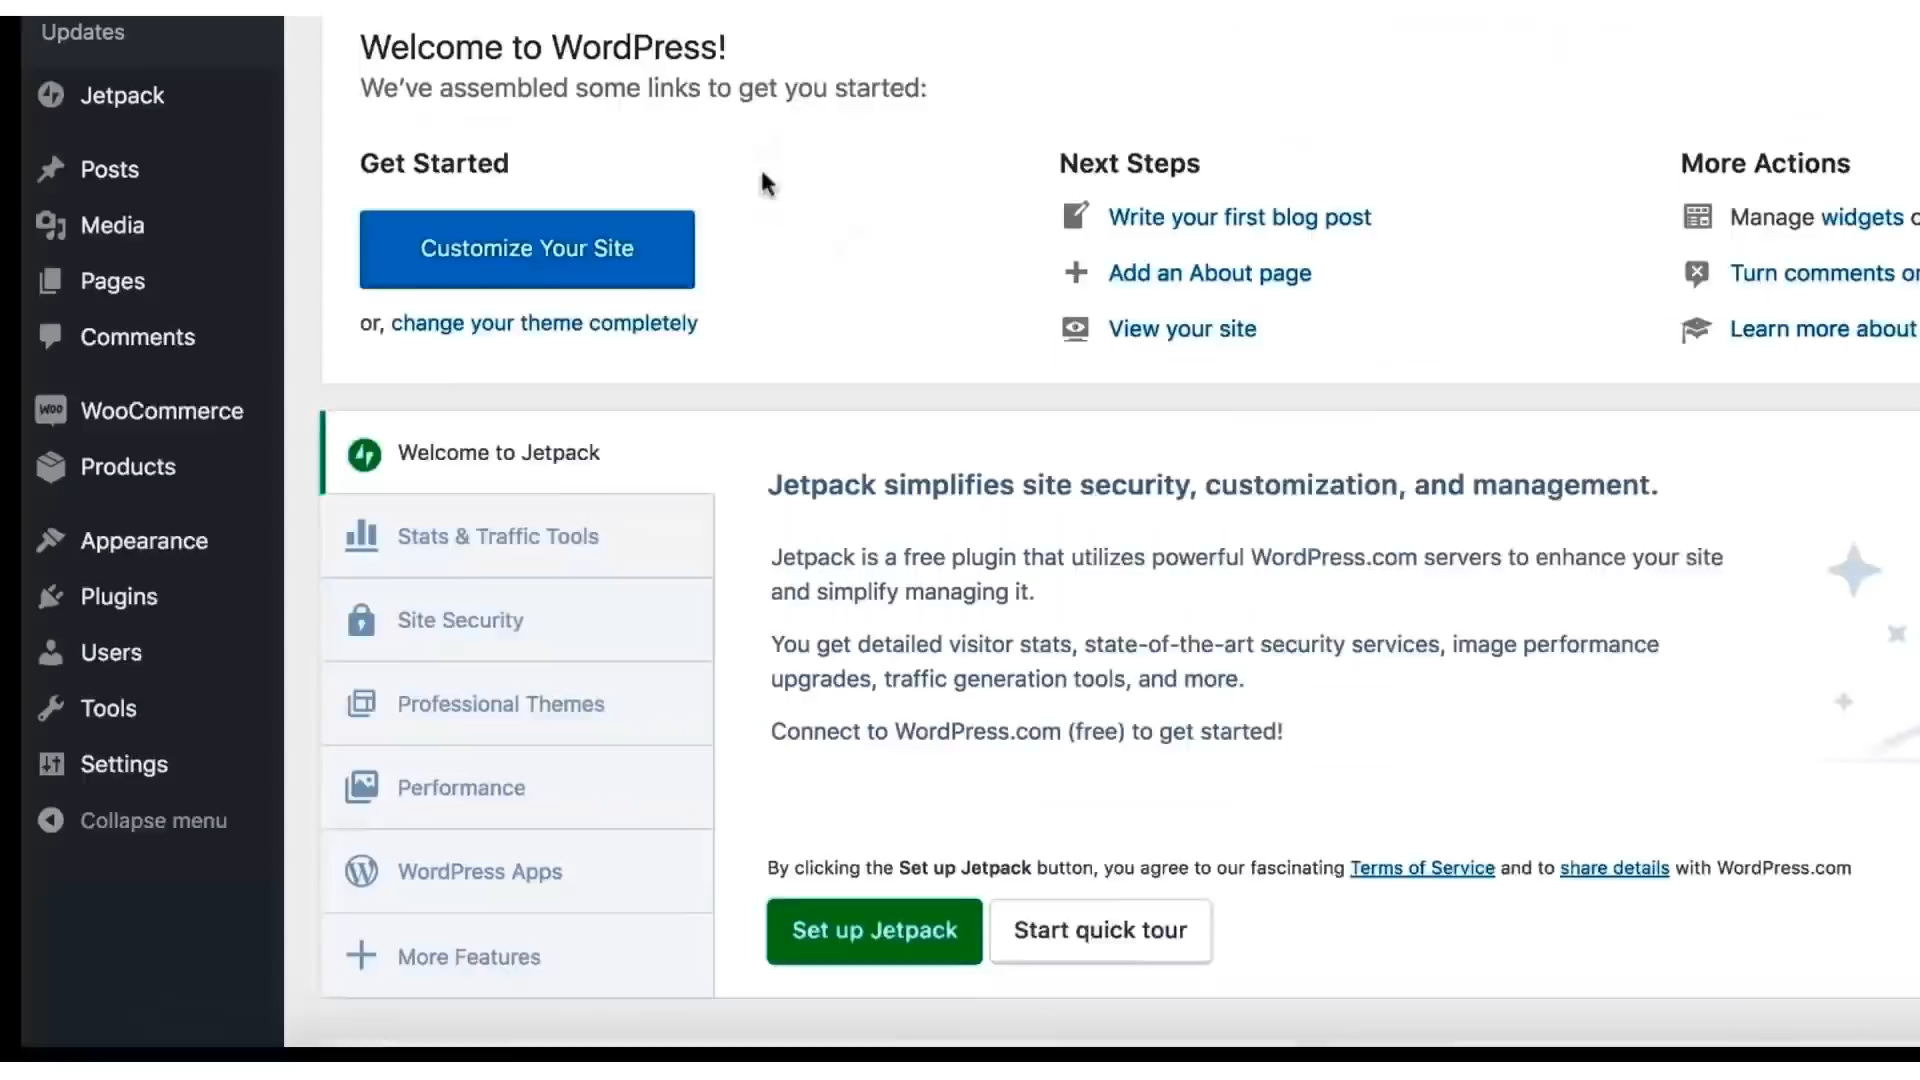 Updates
Jetpack
Posts
Media
Pages
Comments
WOO WooCommerce
Products
Appearance
Plugins
Users
Tools
Settings
Collapse menu
Welcome to WordPress!
We've assembled some links to get you started:
Get Started
Customize Your Site
or, change your theme completely
Next Steps
Write your first blog post
Add an About page
View your site
More Actions
Manage widgets
Turn comments
Learn more about
Welcome to Jetpack
Stats & Traffic Tools
Site Security
Professional Themes
Performance
WordPress Apps
More Features
Jetpack simplifies site security, customization, and management.
Jetpack is a free plugin that utilizes powerful WordPress.com servers to enhance your site
and simplify managing it.
You get detailed visitor stats, state-of-the-art security services, image performance
upgrades, traffic generation tools, and more.
Connect to WordPress.com (free) to get started!
By clicking the Set up Jetpack button, you agree to our fascinating Terms of Service and to share details with WordPress.com
Set up Jetpack
Start quick tour